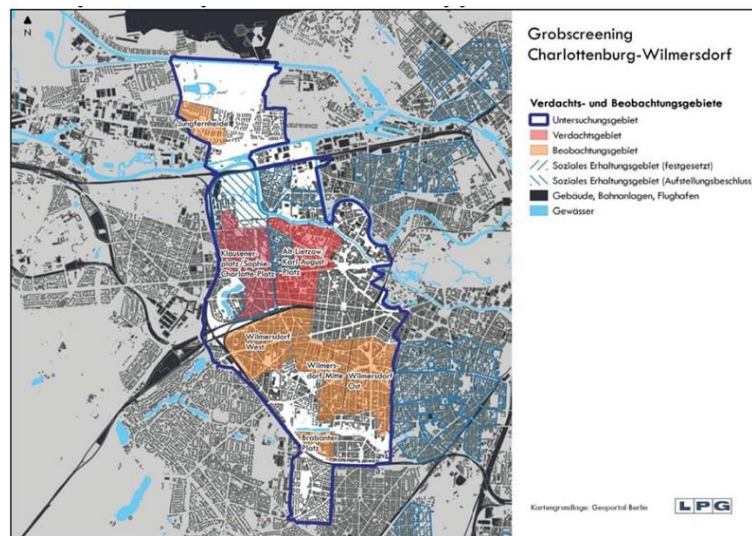 N
Grobscreening
Charlottenburg-Wilmersdorf
Verdachts- und Beobachtungsgebiete
Untersuchungsgebiet
Verdachtsgebiet
Beobachtungsgebiet
Soziales Erhaltungsgebiet (festgesetzt)
Soziales Erhaltungsgebiet (Aufstellungsbeschluss)
Gebäude, Bahnanlagen, Flughafen
Gewässer
Jungfernheide
Klausener-
platz/Sophie-
Charlotte-Platz
Alt-Lietzow/
Karl-August-
Platz
Wilmersdorf
West
Wilmers-
dorf Mitte
Wilmersdorf
Ost
Brabanter
Platz
Kartengrundlage: Geoportal Berlin
LPG